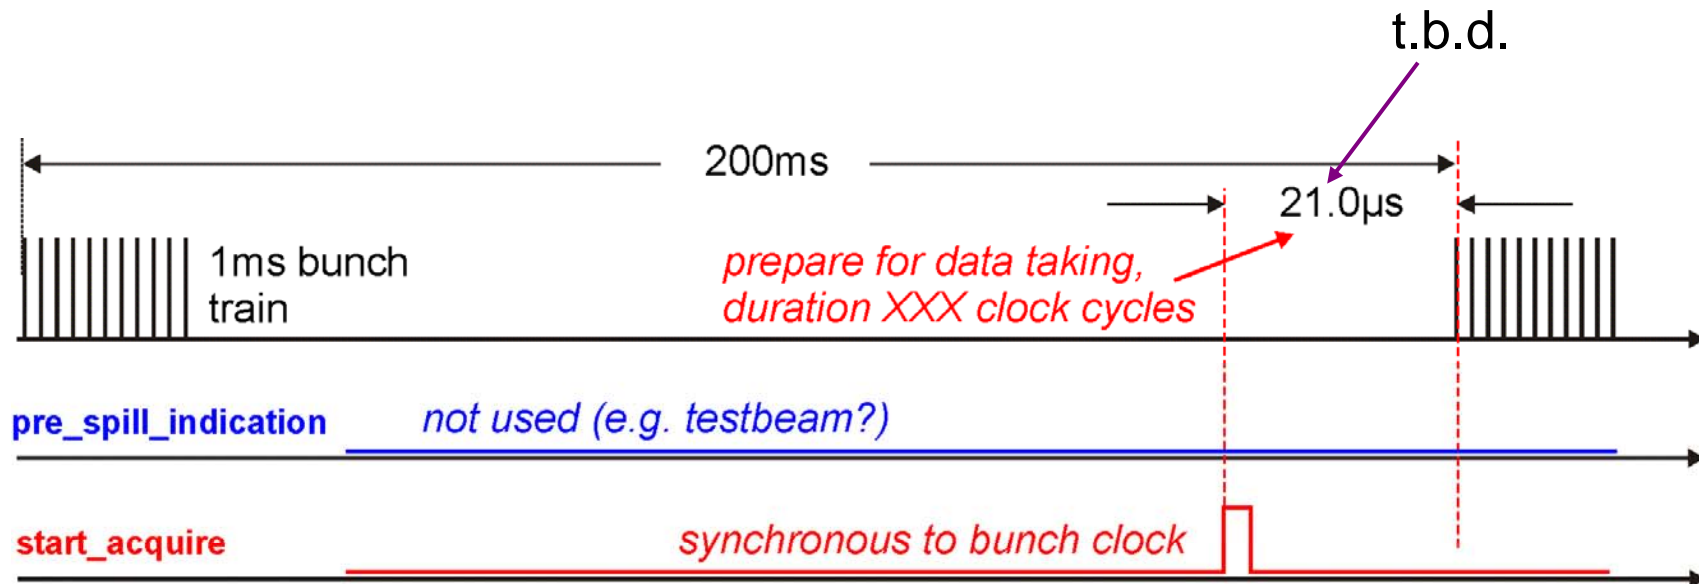 t.b.d.
200ms
21.0µs
1ms bunch
train
prepare for data taking,
duration XXX clock cycles
pre_spill_indication
not used (e.g. testbeam?)
start_acquire
synchronous to bunch clock